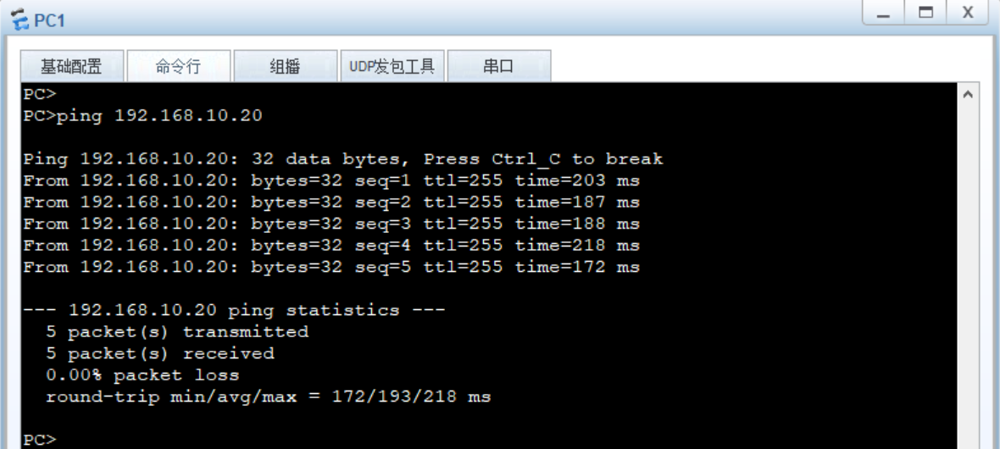 PC1
基础配置 命令行 组播 UDP发包工具 串口
PC>
PC>ping 192.168.10.20
Ping 192.168.10.20: 32 data bytes, Press Ctrl_C to break
From 192.168.10.20: bytes=32 seq=1 ttl=255 time=203 ms
From 192.168.10.20: bytes=32 seq=2 ttl=255 time=187 ms
From 192.168.10.20: bytes=32 seq=3 ttl=255 time=188 ms
From 192.168.10.20: bytes=32 seq=4 ttl=255 time=218 ms
From 192.168.10.20: bytes=32 seq=5 ttl=255 time=172 ms
--- 192.168.10.20 ping statistics ---
5 packet(s) transmitted
5 packet(s) received
0.00% packet loss
round-trip min/avg/max = 172/193/218 ms
PC>